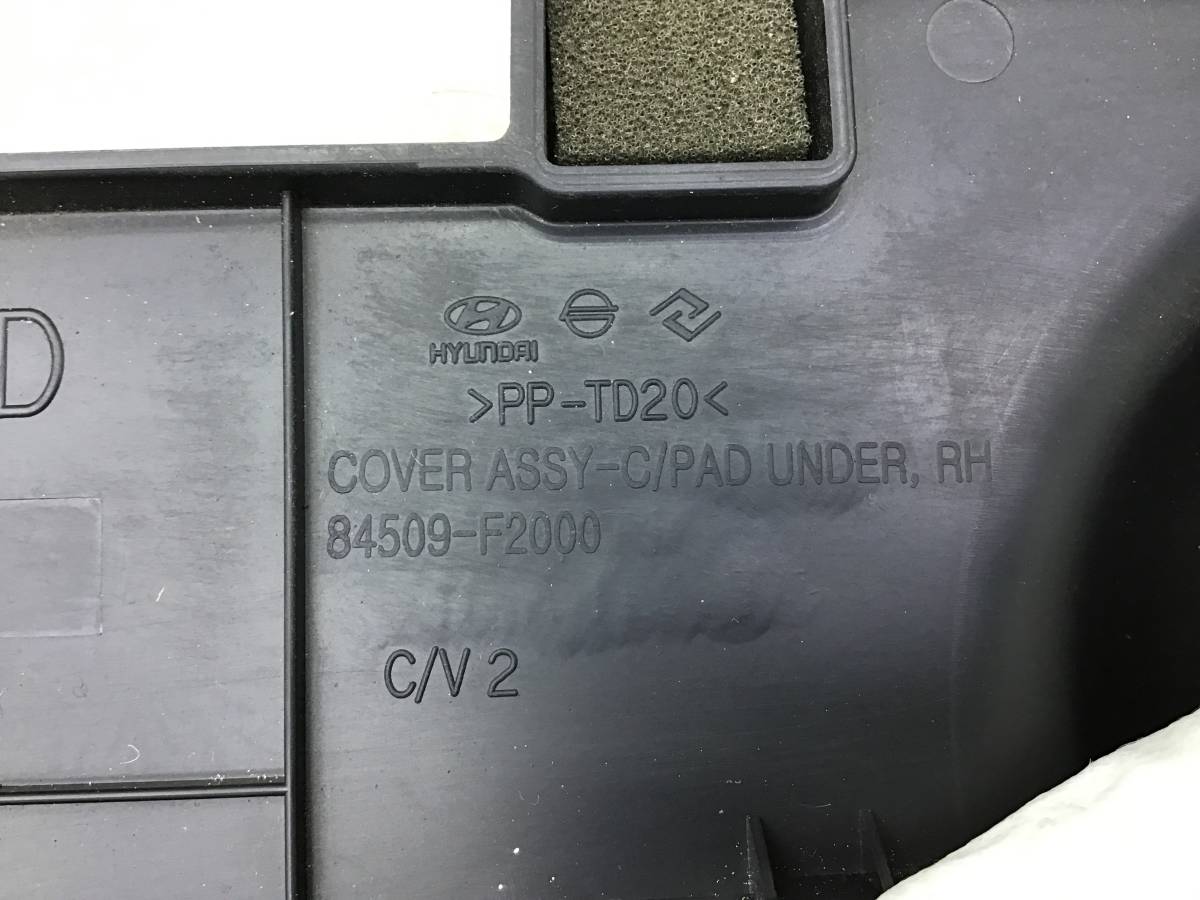 D
HYUNDAI
>PP-TD20<
COVER ASSY-C/PAD UNDER, RH
84509-F2000
C/V 2